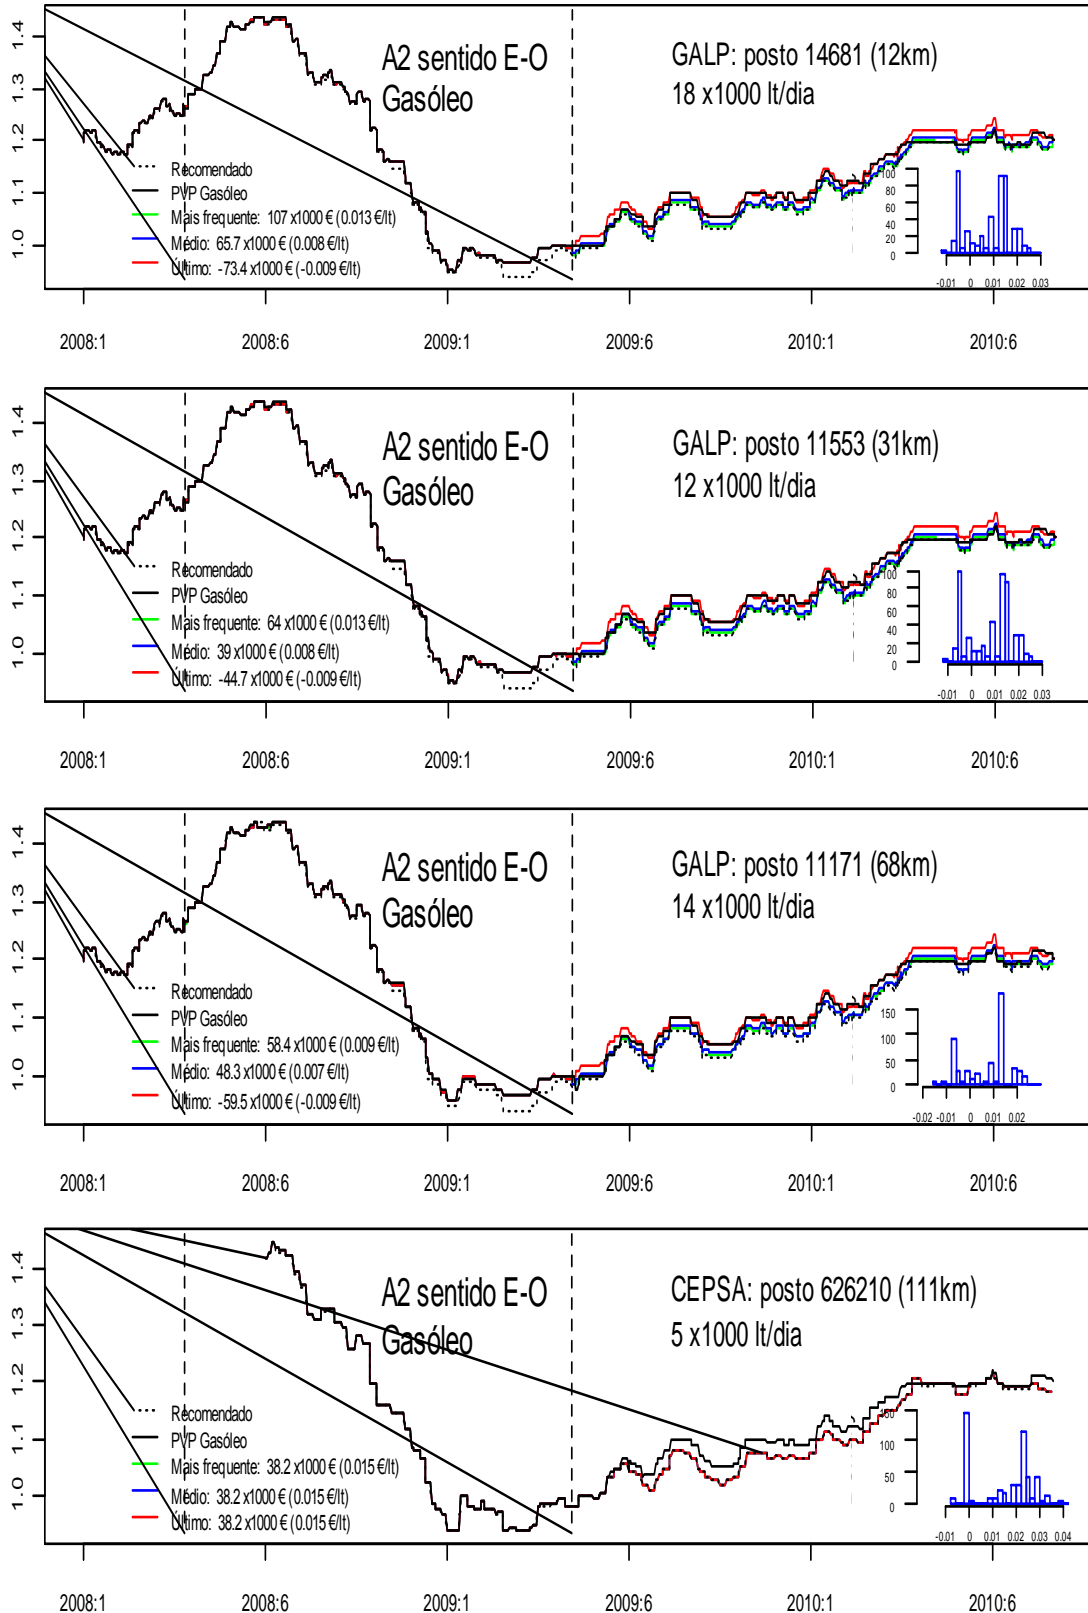 1.4
1.3
1.2
1.1
1.0
A2 sentido E-O
Gasóleo
GALP: posto 14681 (12km)
18 x1000 lt/dia
Recomendado
PVP Gasóleo
Mais frequente: 107 x1000 € (0.013 €/lt)
Médio: 65.7 x1000 € (0.008 €/lt)
Último: -73.4 x1000 € (-0.009 €/lt)
100
80
60
40
20
0
-0.01 0 0.01 0.02 0.03
2008:1 2008:6 2009:1 2009:6 2010:1 2010:6
1.4
1.3
1.2
1.1
1.0
A2 sentido E-O
Gasóleo
GALP: posto 11553 (31km)
12 x1000 lt/dia
Recomendado
PVP Gasóleo
Mais frequente: 64 x1000 € (0.013 €/lt)
Médio: 39 x1000 € (0.008 €/lt)
Último: -44.7 x1000 € (-0.009 €/lt)
100
80
60
40
20
0
-0.01 0 0.01 0.02 0.03
2008:1 2008:6 2009:1 2009:6 2010:1 2010:6
1.4
1.3
1.2
1.1
1.0
A2 sentido E-O
Gasóleo
GALP: posto 11171 (68km)
14 x1000 lt/dia
Recomendado
PVP Gasóleo
Mais frequente: 58.4 x1000 € (0.009 €/lt)
Médio: 48.3 x1000 € (0.007 €/lt)
Último: -59.5 x1000 € (-0.009 €/lt)
150
100
50
0
-0.02 -0.01 0 0.01 0.02
2008:1 2008:6 2009:1 2009:6 2010:1 2010:6
1.4
1.3
1.2
1.1
1.0
A2 sentido E-O
Gasóleo
CEPSA: posto 626210 (111km)
5 x1000 lt/dia
Recomendado
PVP Gasóleo
Mais frequente: 38.2 x1000 € (0.015 €/lt)
Médio: 38.2 x1000 € (0.015 €/lt)
Último: 38.2 x1000 € (0.015 €/lt)
150
100
50
0
-0.01 0 0.01 0.02 0.03 0.04
2008:1 2008:6 2009:1 2009:6 2010:1 2010:6